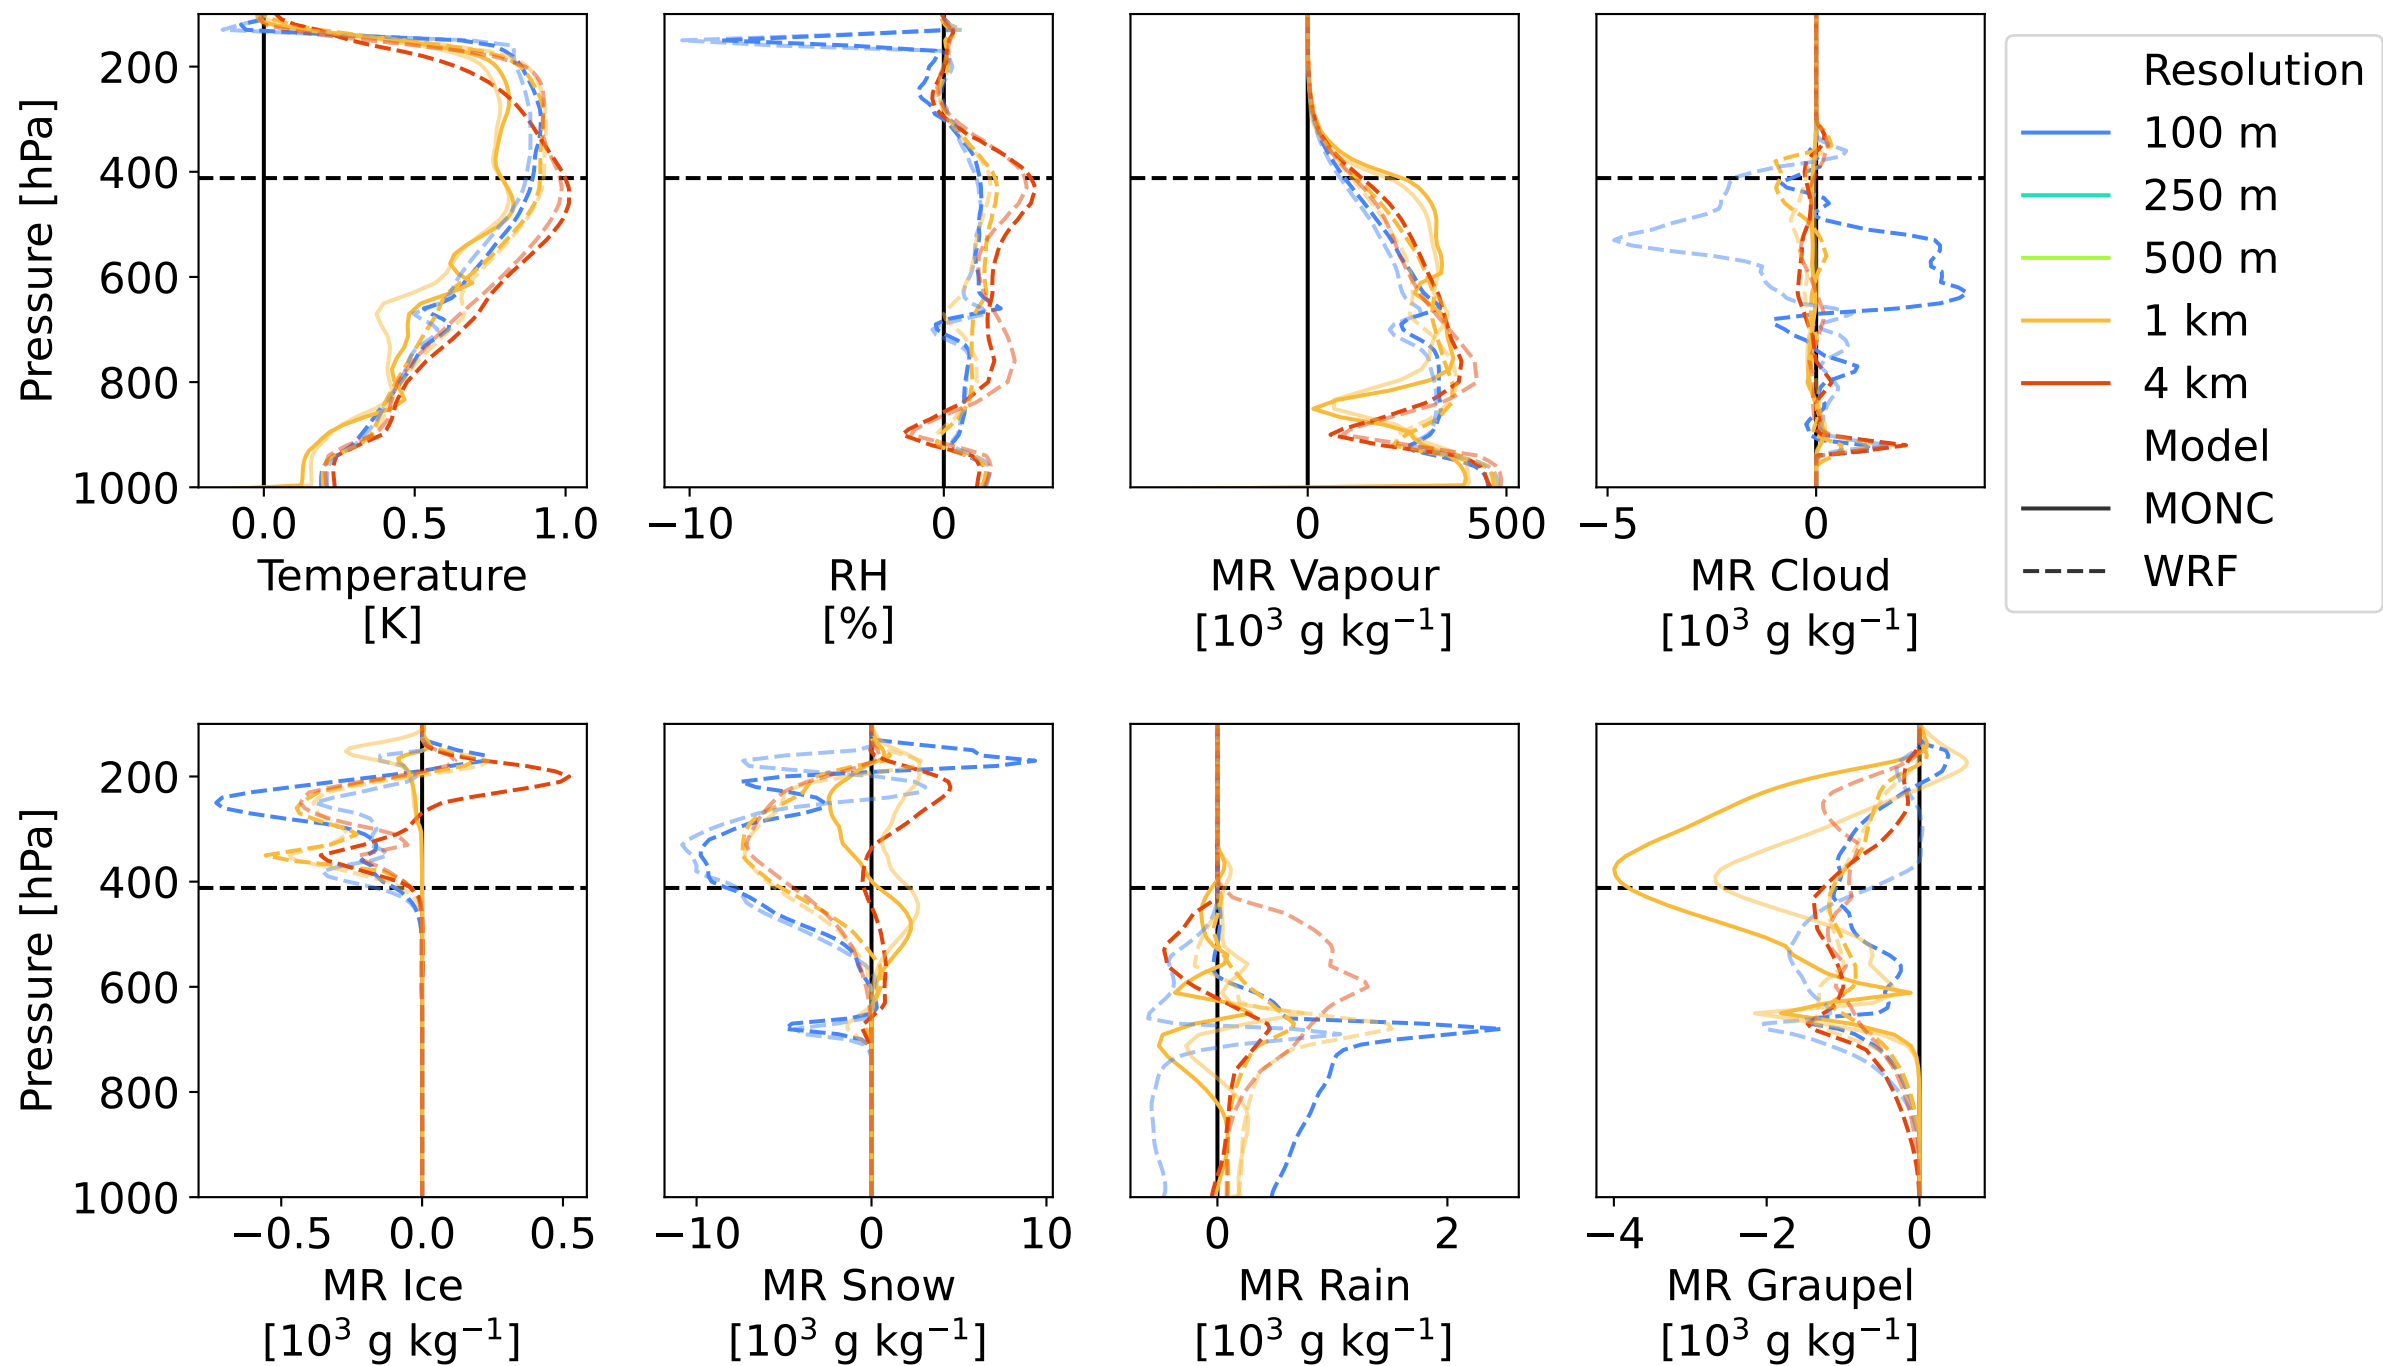 200
400
600
800
1000
Pressure [hPa]
0.0 0.5 1.0
Temperature
[K]
−10 0
RH
[%]
0 500
MR Vapour
[10³ g kg⁻¹]
−5 0
MR Cloud
[10³ g kg⁻¹]
Resolution
100 m
250 m
500 m
1 km
4 km
Model
MONC
WRF
200
400
600
800
1000
Pressure [hPa]
−0.5 0.0 0.5
MR Ice
[10³ g kg⁻¹]
−10 0 10
MR Snow
[10³ g kg⁻¹]
0 2
MR Rain
[10³ g kg⁻¹]
−4 −2 0
MR Graupel
[10³ g kg⁻¹]